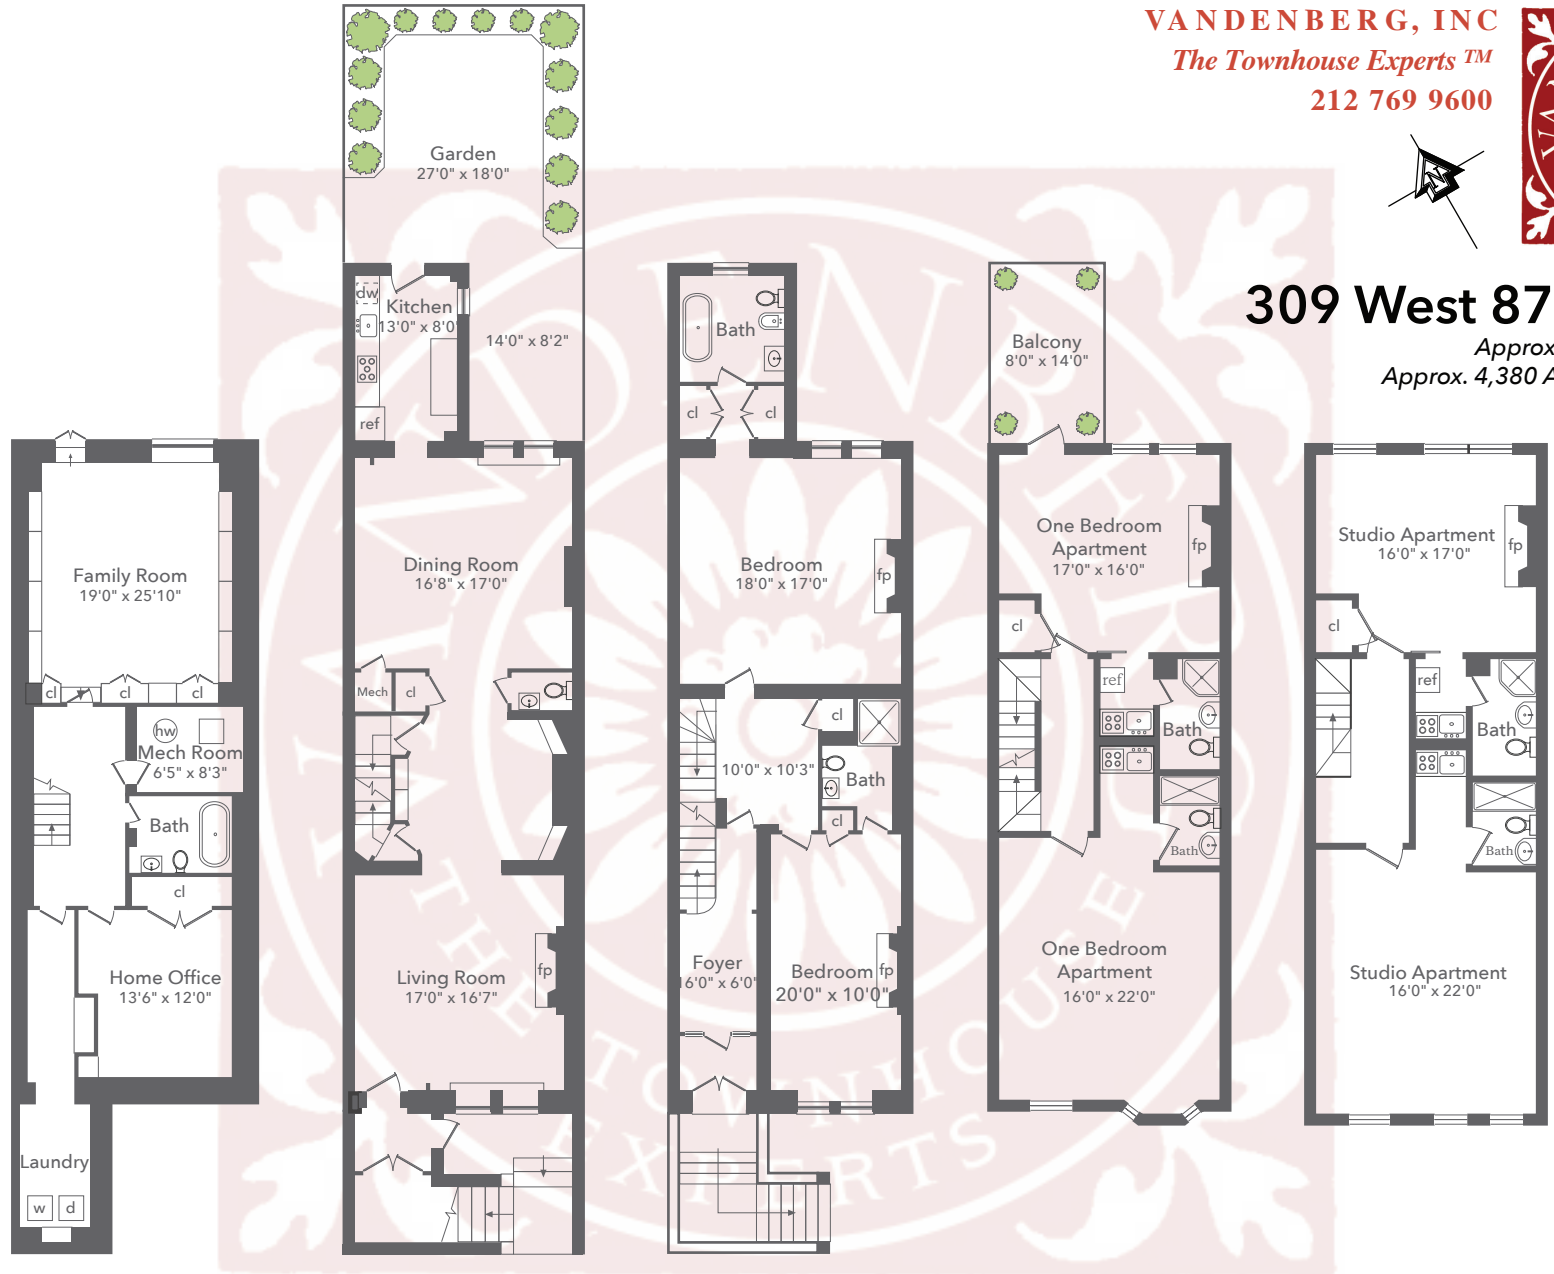 VANDENBERG, INC
The Townhouse Experts ™
212 769 9600
N
309 West 87
Approx
Approx. 4,380 A
Family Room
19'0" x 25'10"
cl
cl
cl
hw
Mech Room
6'5" x 8'3"
Bath
cl
Home Office
13'6" x 12'0"
Laundry
w
d
Garden
27'0" x 18'0"
dw
Kitchen
13'0" x 8'0"
14'0" x 8'2"
ref
Dining Room
16'8" x 17'0"
Mech
cl
Living Room
17'0" x 16'7"
fp
Bath
cl
cl
Bedroom
18'0" x 17'0"
fp
cl
10'0" x 10'3"
Bath
cl
Foyer
16'0" x 6'0"
Bedroom
20'0" x 10'0"
fp
Balcony
8'0" x 14'0"
One Bedroom
Apartment
17'0" x 16'0"
fp
cl
ref
Bath
Bath
One Bedroom
Apartment
16'0" x 22'0"
Studio Apartment
16'0" x 17'0"
fp
cl
ref
Bath
Bath
Studio Apartment
16'0" x 22'0"
VANDENBERG
THE TOWNHOUSE
EXPERTS